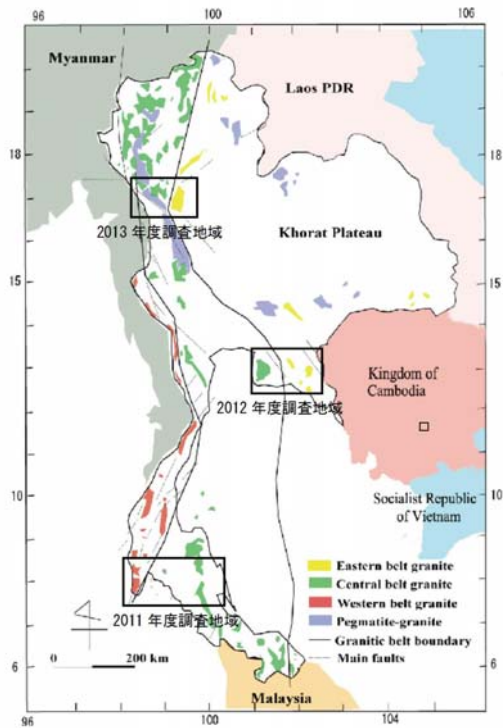 96
100
106
Myanmar
Laos PDR
18
18
2013 年度調査地域
Khorat Plateau
15
15
Kingdom of
Cambodia
2012 年度調査地域
10
10
Socialist Republic
of Vietnam
Eastern belt granite
Central belt granite
Western belt granite
Pegmatite-granite
Granitic belt boundary
Main faults
2011 年度調査地域
0
200 km
6
6
Malaysia
96
100
104